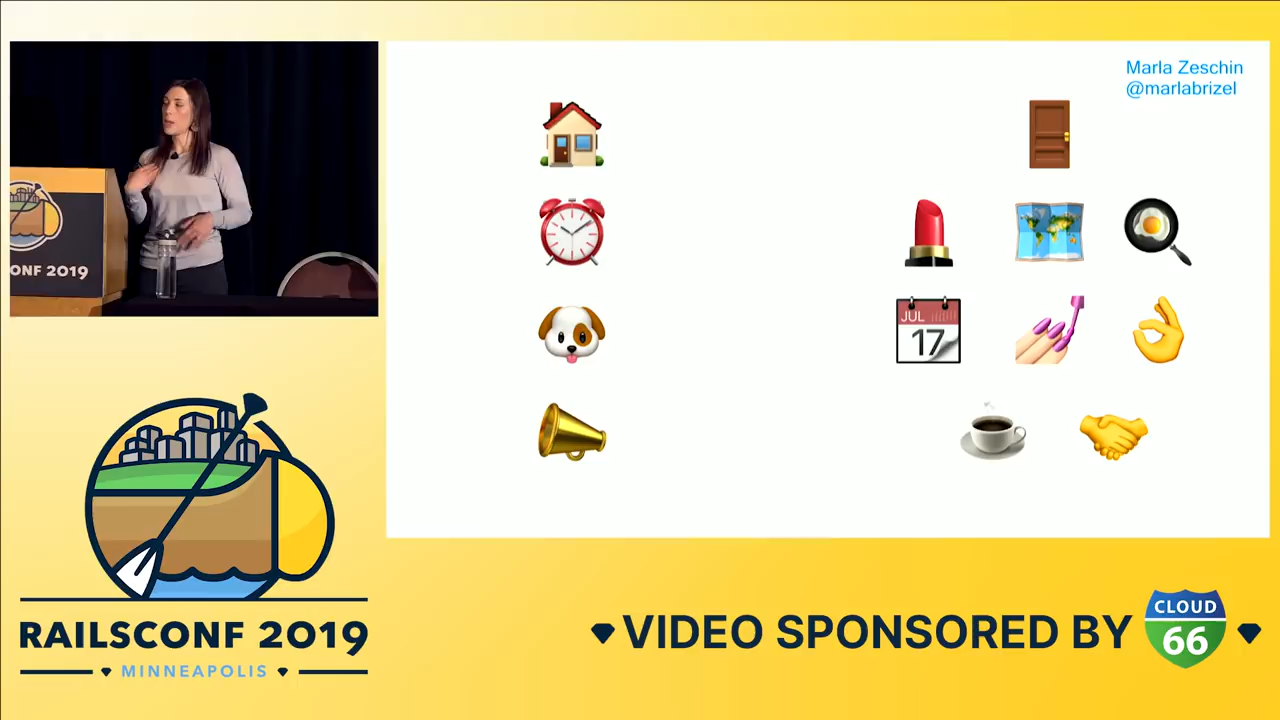 Marla Zeschin
@marlabrizel
JUL
17
ONF 2019
RAILSCONF 2019
MINNEAPOLIS
VIDEO SPONSORED BY
CLOUD
66